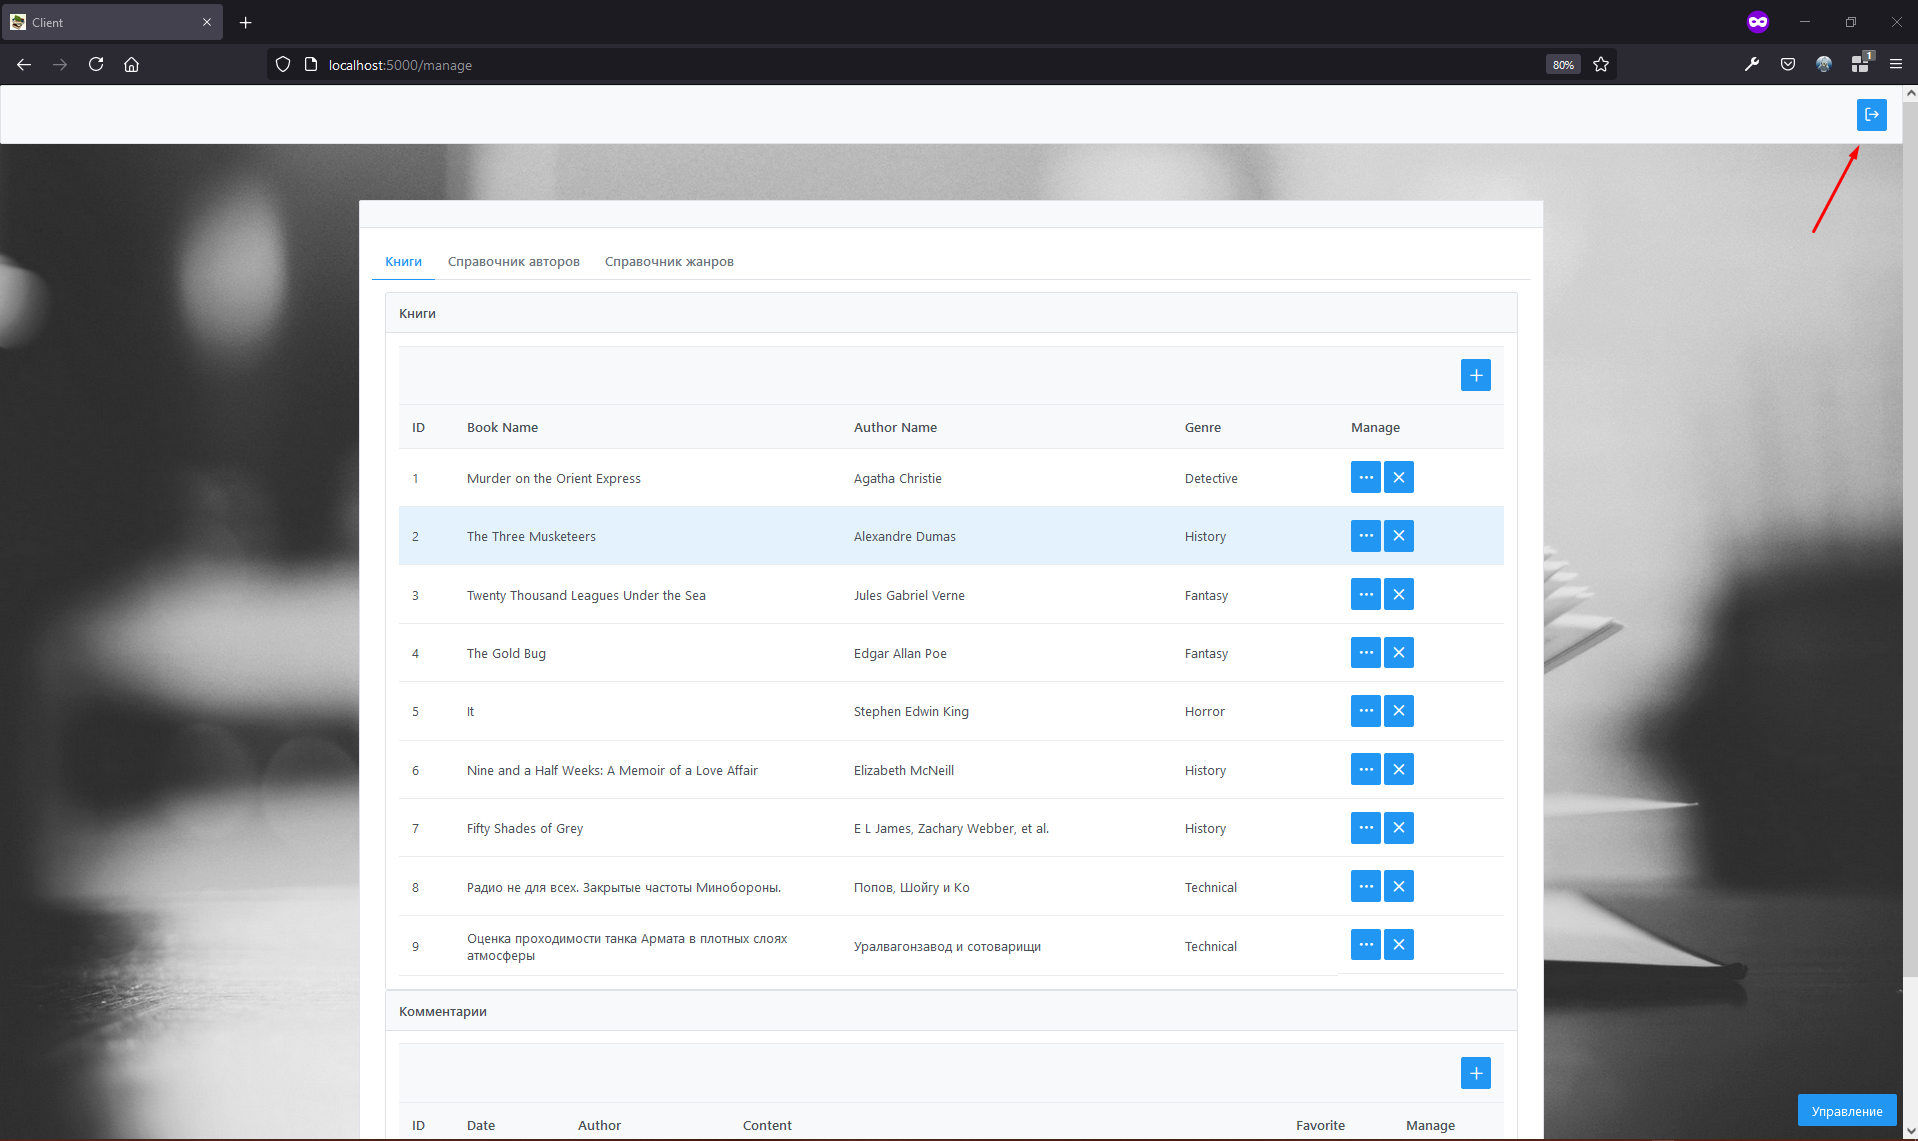 Client
localhost:5000/manage
80%
1
Книги Справочник авторов Справочник жанров
Книги
ID Book Name Author Name Genre Manage
1 Murder on the Orient Express Agatha Christie Detective
2 The Three Musketeers Alexandre Dumas History
3 Twenty Thousand Leagues Under the Sea Jules Gabriel Verne Fantasy
4 The Gold Bug Edgar Allan Poe Fantasy
5 It Stephen Edwin King Horror
6 Nine and a Half Weeks: A Memoir of a Love Affair Elizabeth McNeill History
7 Fifty Shades of Grey E L James, Zachary Webber, et al. History
8 Радио не для всех. Закрытые частоты Минобороны. Попов, Шойгу и Ко Technical
9 Оценка проходимости танка Армата в плотных слоях
атмосферы Уралвагонзавод и сотоварищи Technical
Комментарии
Управление
ID Date Author Content Favorite Manage